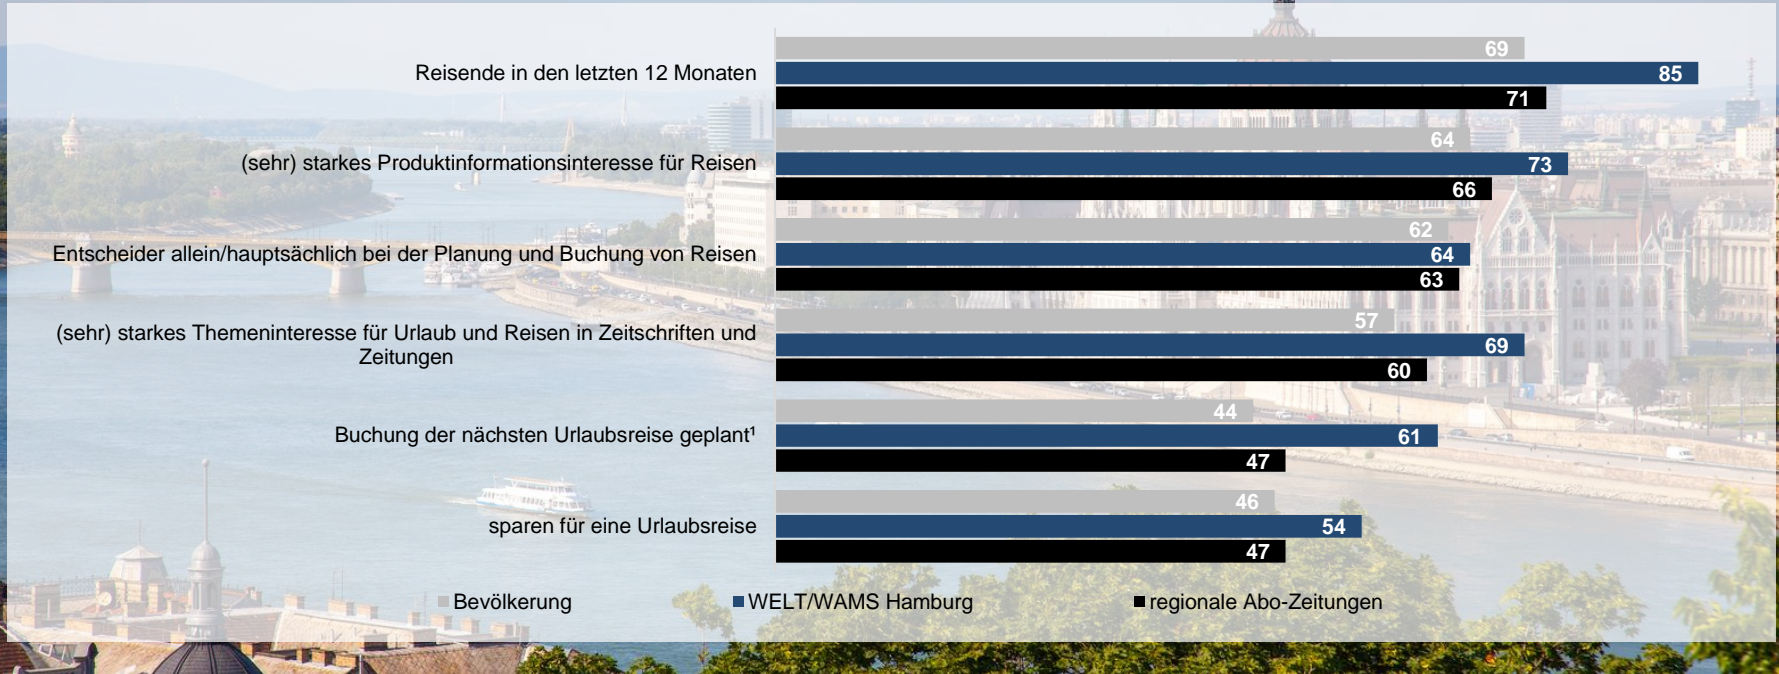 69
Reisende in den letzten 12 Monaten
85
71
64
(sehr) starkes Produktinformationsinteresse für Reisen
73
66
62
Entscheider allein/hauptsächlich bei der Planung und Buchung von Reisen
64
63
57
(sehr) starkes Themeninteresse für Urlaub und Reisen in Zeitschriften und
Zeitungen
69
60
44
Buchung der nächsten Urlaubsreise geplant¹
61
47
46
sparen für eine Urlaubsreise
54
47
Bevölkerung WELT/WAMS Hamburg regionale Abo-Zeitungen